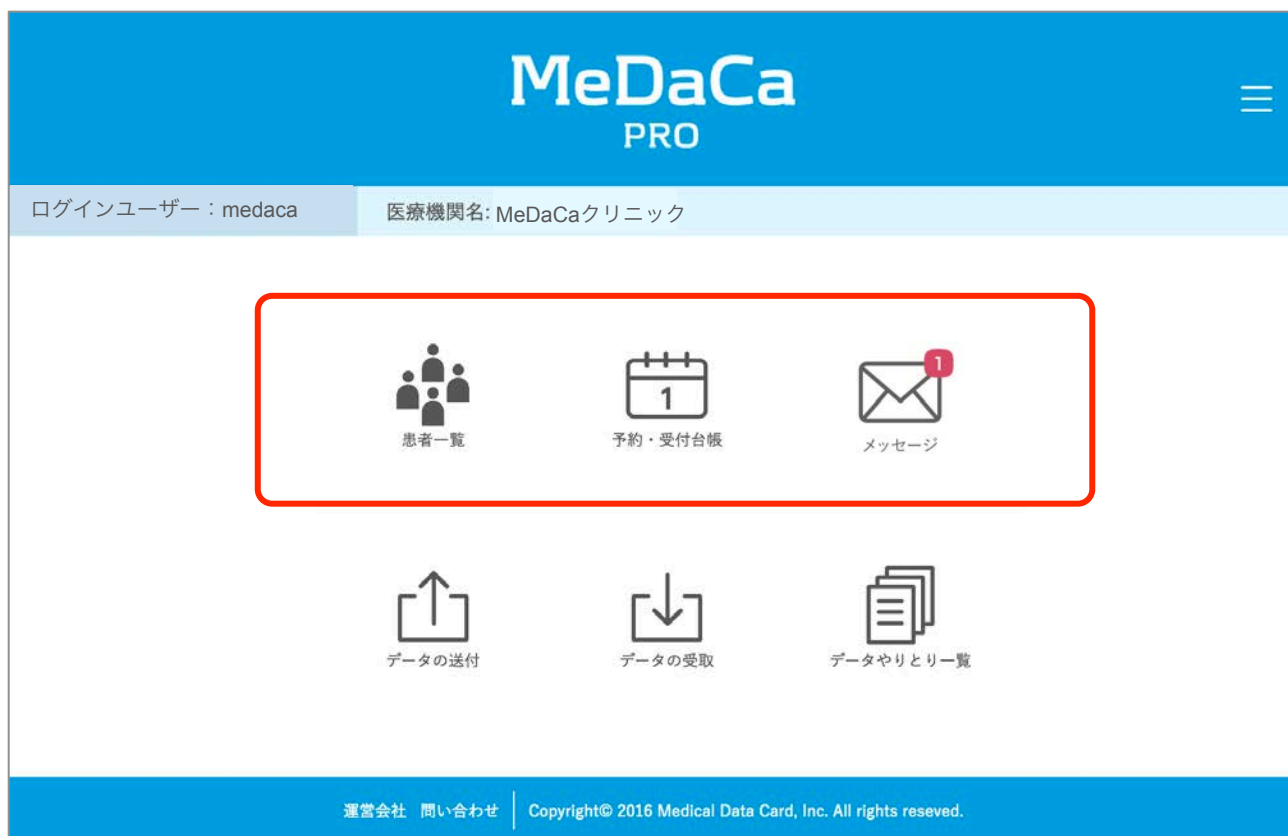 MeDaCa
PRO
ログインユーザー：medaca
医療機関名: MeDaCaクリニック
1
1
患者一覧
予約・受付台帳
メッセージ
データの送付
データの受取
データやりとり一覧
運営会社 問い合わせ
Copyright© 2016 Medical Data Card, Inc. All rights reseved.